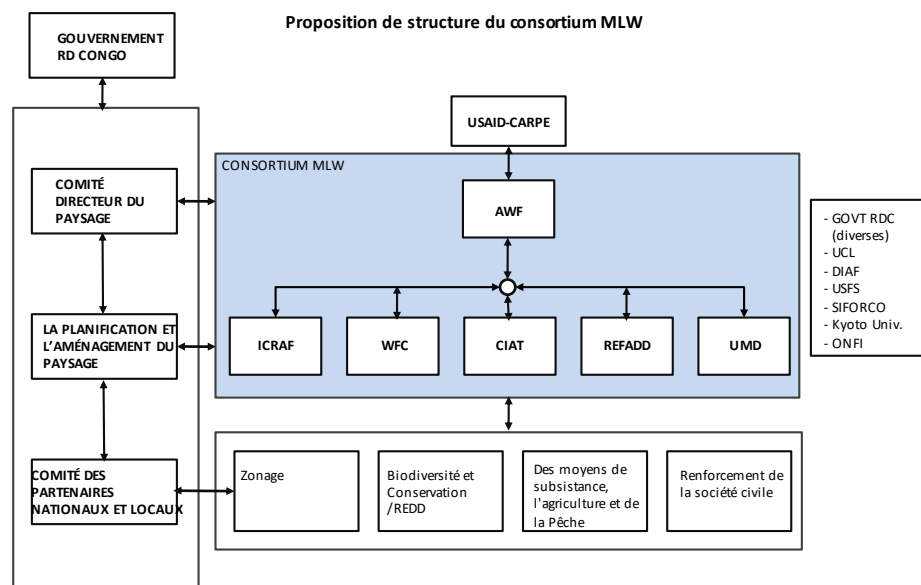 Proposition de structure du consortium MLW
GOUVERNEMENT
RD CONGO
USAID-CARPE
CONSORTIUM MLW
COMITÉ
DIRECTEUR DU
PAYSAGE
AWF
- GOVT RDC
(diverses)
- UCL
- DIAF
- USFS
- SIFORCO
- Kyoto Univ.
- ONFI
LA PLANIFICATION ET
L'AMÉNAGEMENT DU
PAYSAGE
ICRAF
WFC
CIAT
REFADD
UMD
COMITÉ DES
PARTENAIRES
NATIONAUX ET LOCAUX
Zonage
Biodiversité et
Conservation
/REDD
Des moyens de
subsistance,
l'agriculture et de
la Pêche
Renforcement de
la société civile